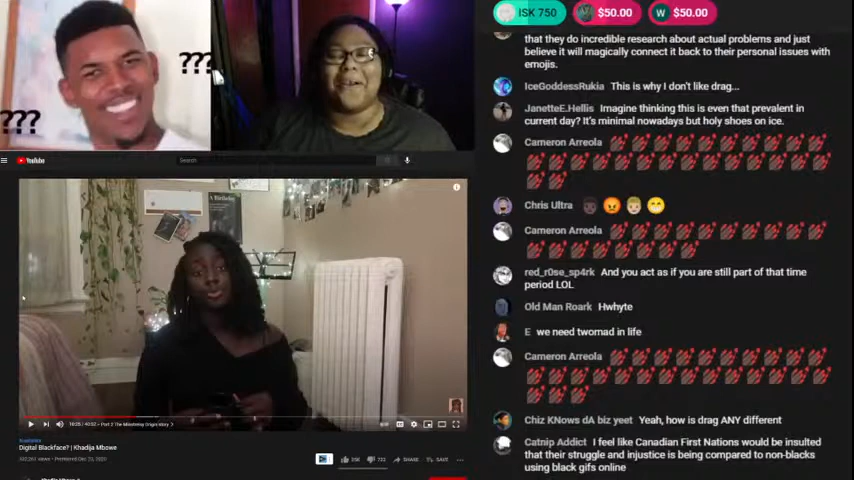 ???
???
ISK 750
$50.00
W $50.00
that they do incredible research about actual problems and just
believe it will magically connect it back to their personal issues with
emojis.
IceGoddessRukia This is why I don't like drag...
JanetteE.Hellis Imagine thinking this is even that prevalent in
current day? It's minimal nowadays but holy shoes on ice.
Cameron Arreola
Chris Ultra
Cameron Arreola
red_r0se_sp4rk And you act as if you are still part of that time
period LOL
Old Man Roark Hwhyte
E we need twomad in life
Cameron Arreola
Chiz KNows dA biz yeet Yeah, how is drag ANY different
Catnip Addict I feel like Canadian First Nations would be insulted
that their struggle and injustice is being compared to non-blacks
using black gifs online
YouTube
Search
Digital Blackface? | Khadija Mbowe
SHARE
SAVE